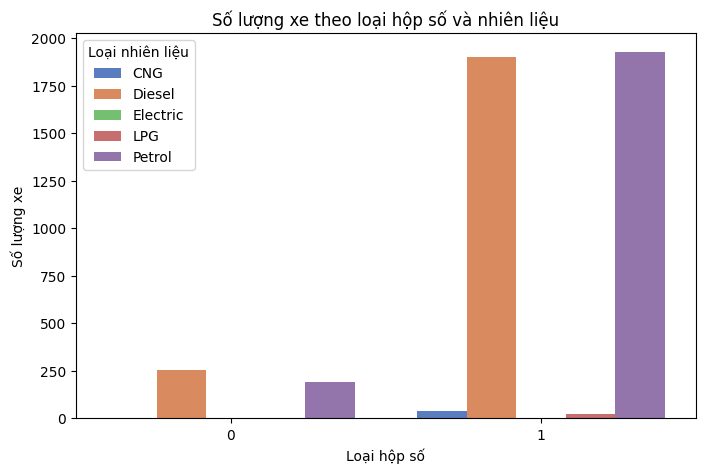 Số lượng xe theo loại hộp số và nhiên liệu
Loại nhiên liệu
CNG
Diesel
Electric
LPG
Petrol
Số lượng xe
2000
1750
1500
1250
1000
750
500
250
0
0 1
Loại hộp số